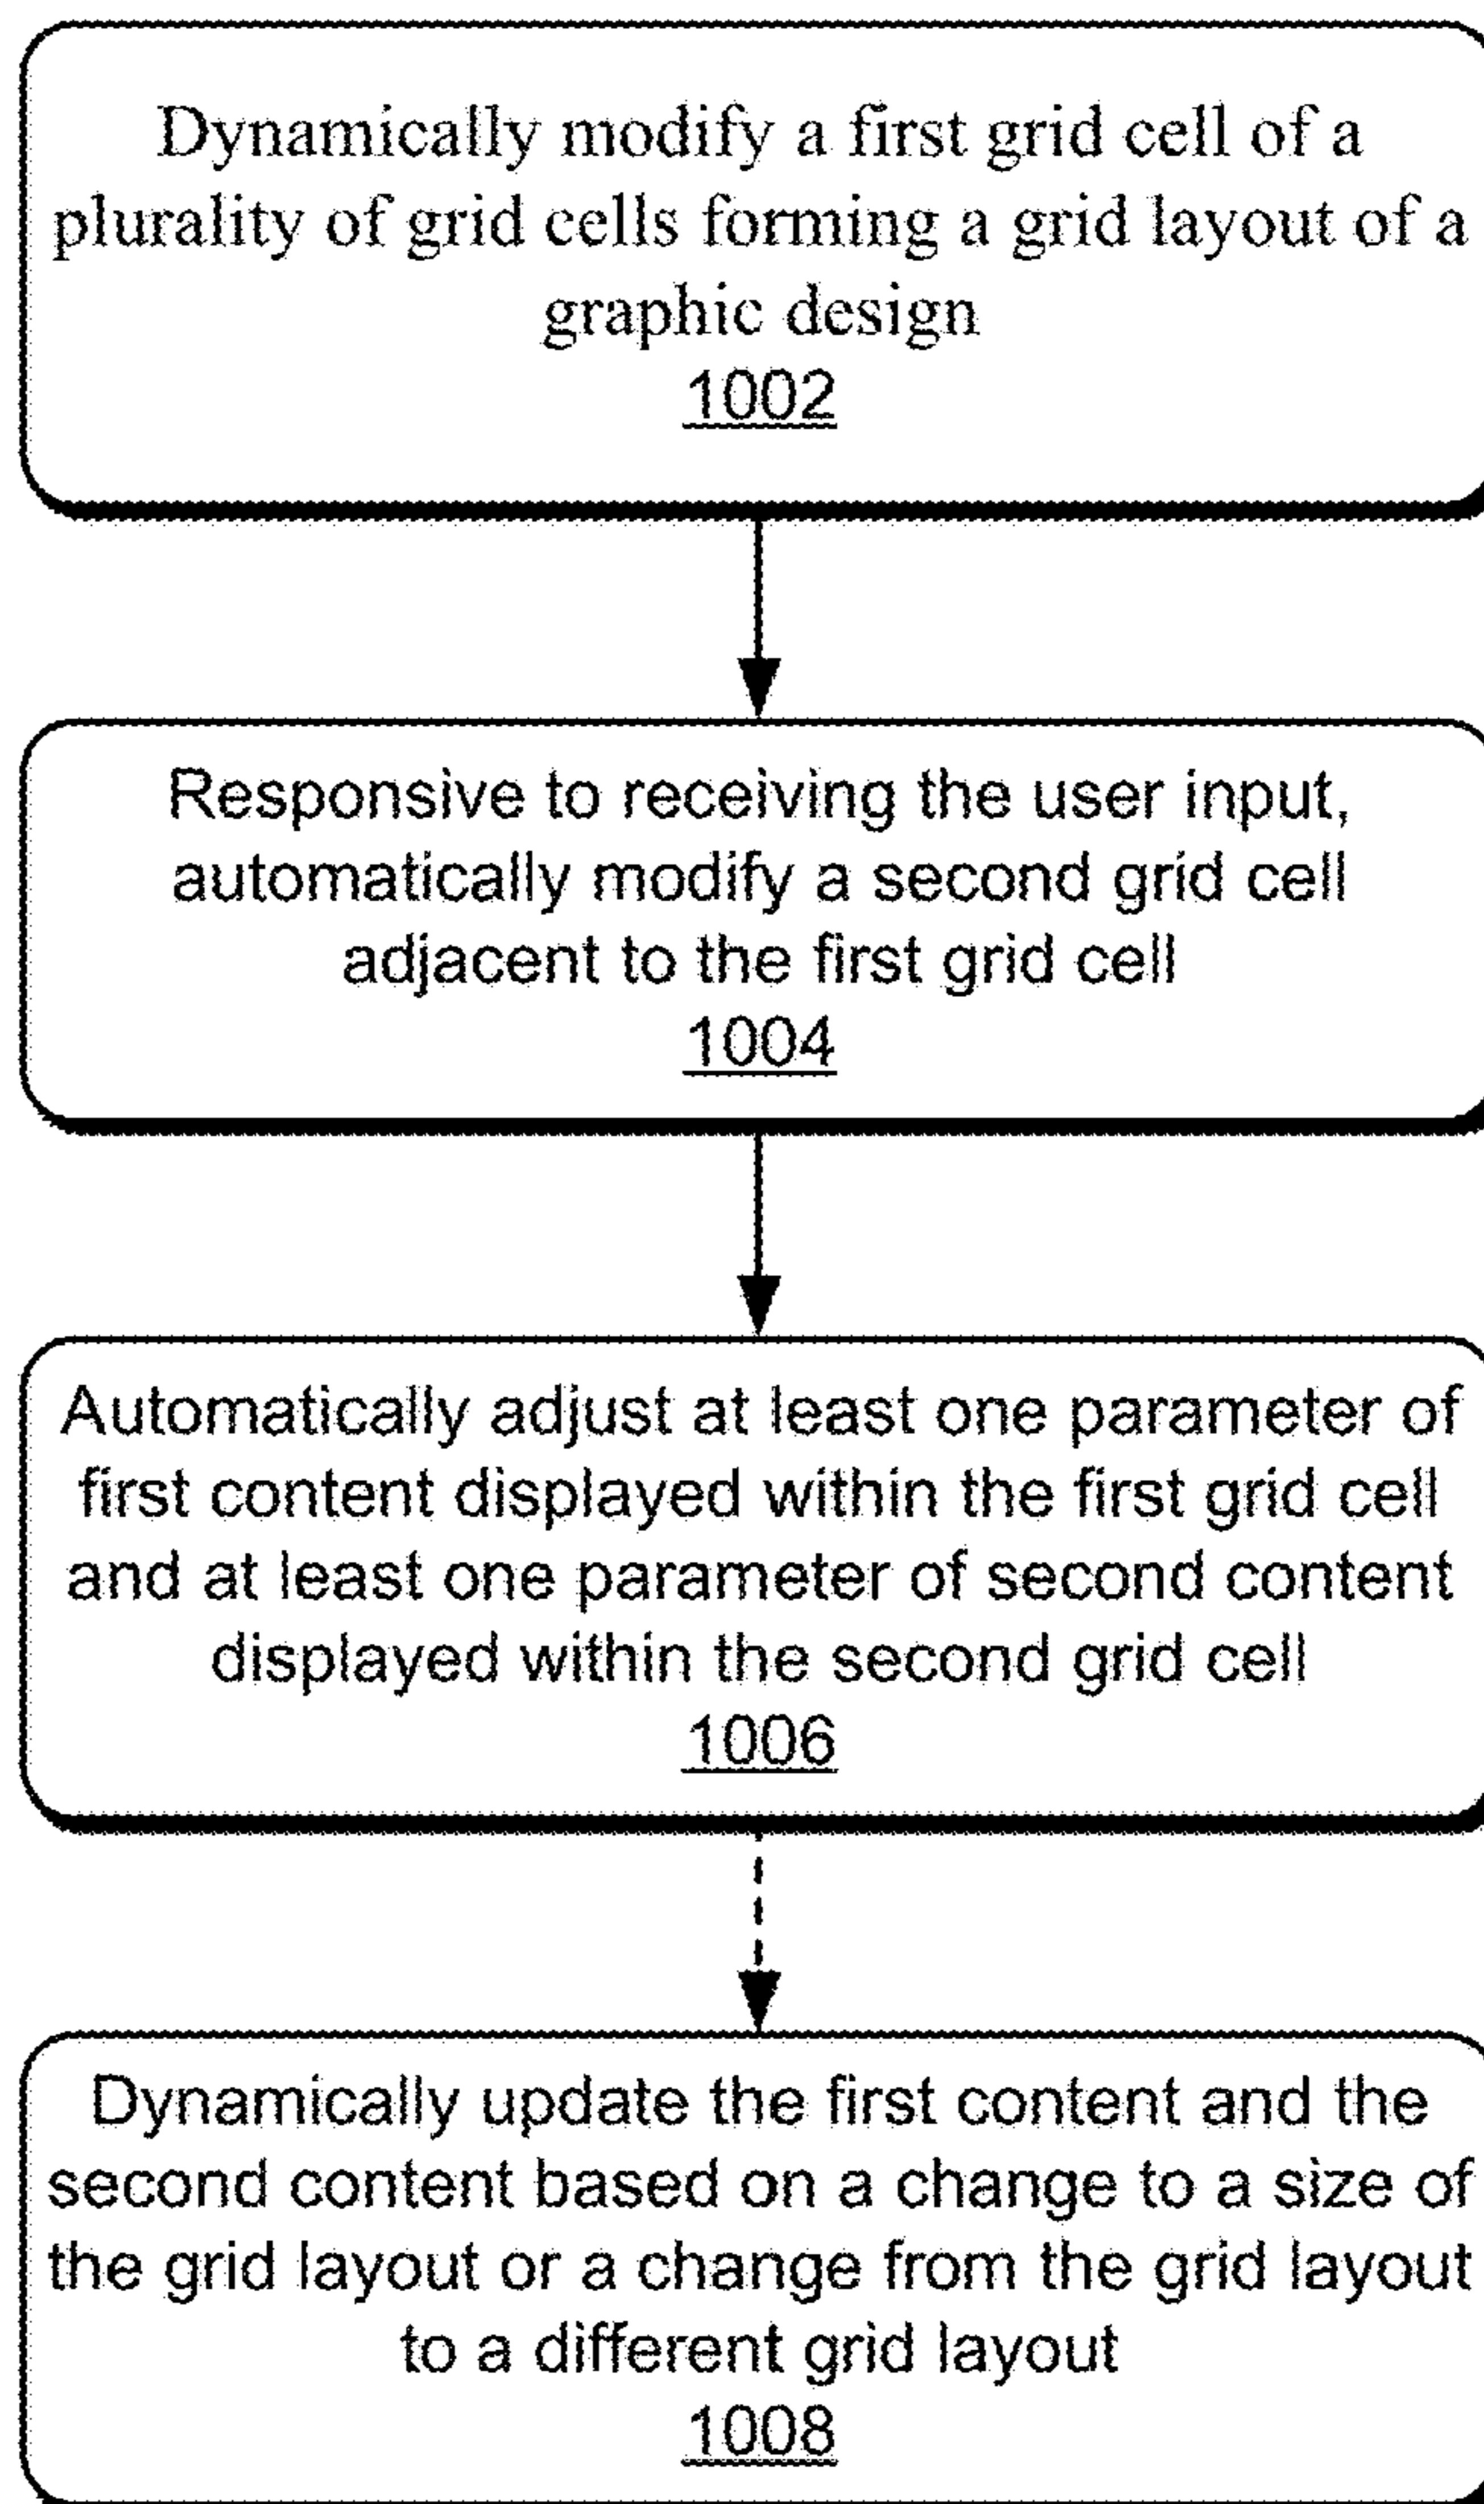 Dynamically modify a first grid cell of a
plurality of grid cells forming a grid layout of a
graphic design
1002
Responsive to receiving the user input,
automatically modify a second grid cell
adjacent to the first grid cell
1004
Automatically adjust at least one parameter of
first content displayed within the first grid cell
and at least one parameter of second content
displayed within the second grid cell
1006
Dynamically update the first content and the
second content based on a change to a size of
the grid layout or a change from the grid layout
to a different grid layout
1008